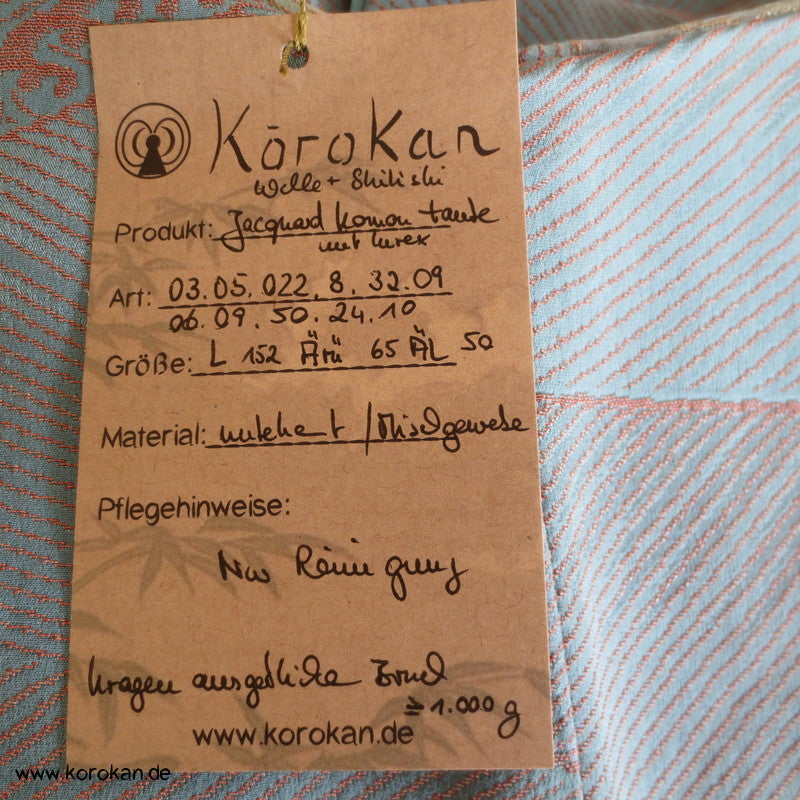 Kōrokan
Welle + Shibishi
Produkt: Jacquard Komon
mit Lurex
Art: 03.05.022.8.32.09
06.09.50.24.10
Größe: L 152 Ärü 65 ÄL 50
Material: / Mischgewebe
Pflegehinweise:
Nur Reinigung
Kragen
≥ 1.000 g
www.korokan.de
www.korokan.de